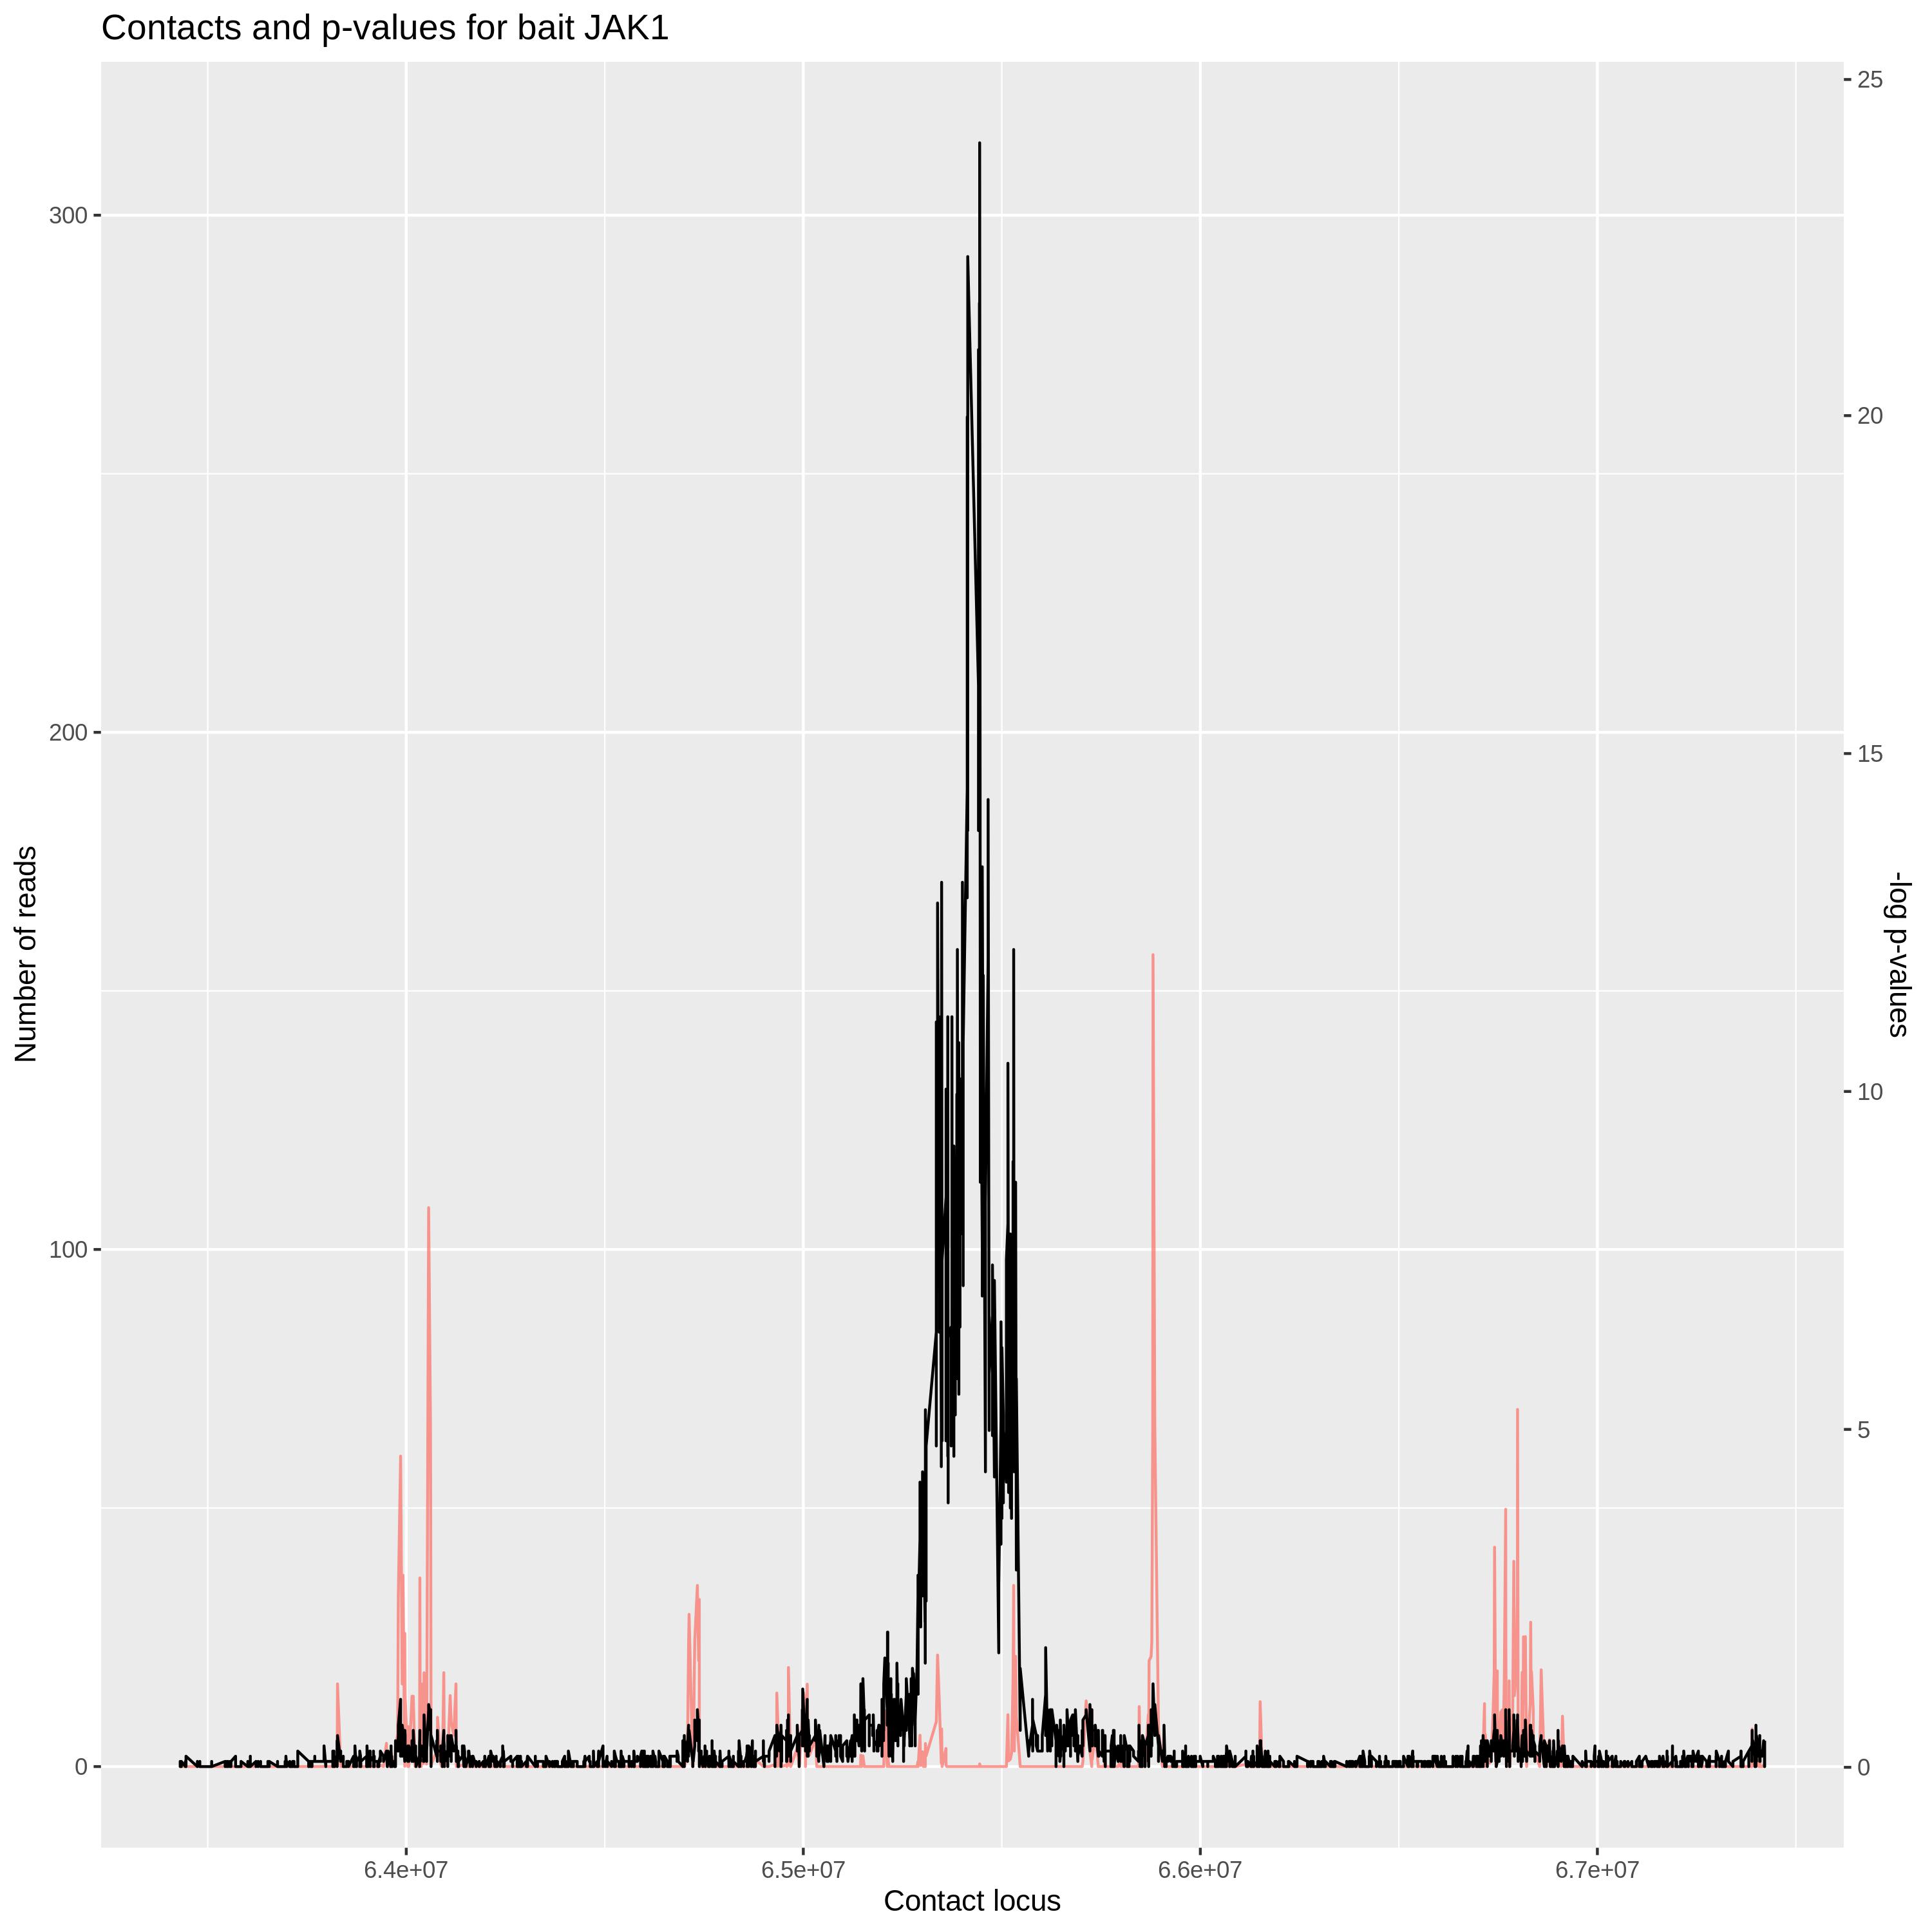 Contacts and p-values for bait JAK1
25
300
20
200
15
Number of reads
-log p-values
10
100
5
0
0
6.4e+07
6.5e+07
6.6e+07
6.7e+07
Contact locus